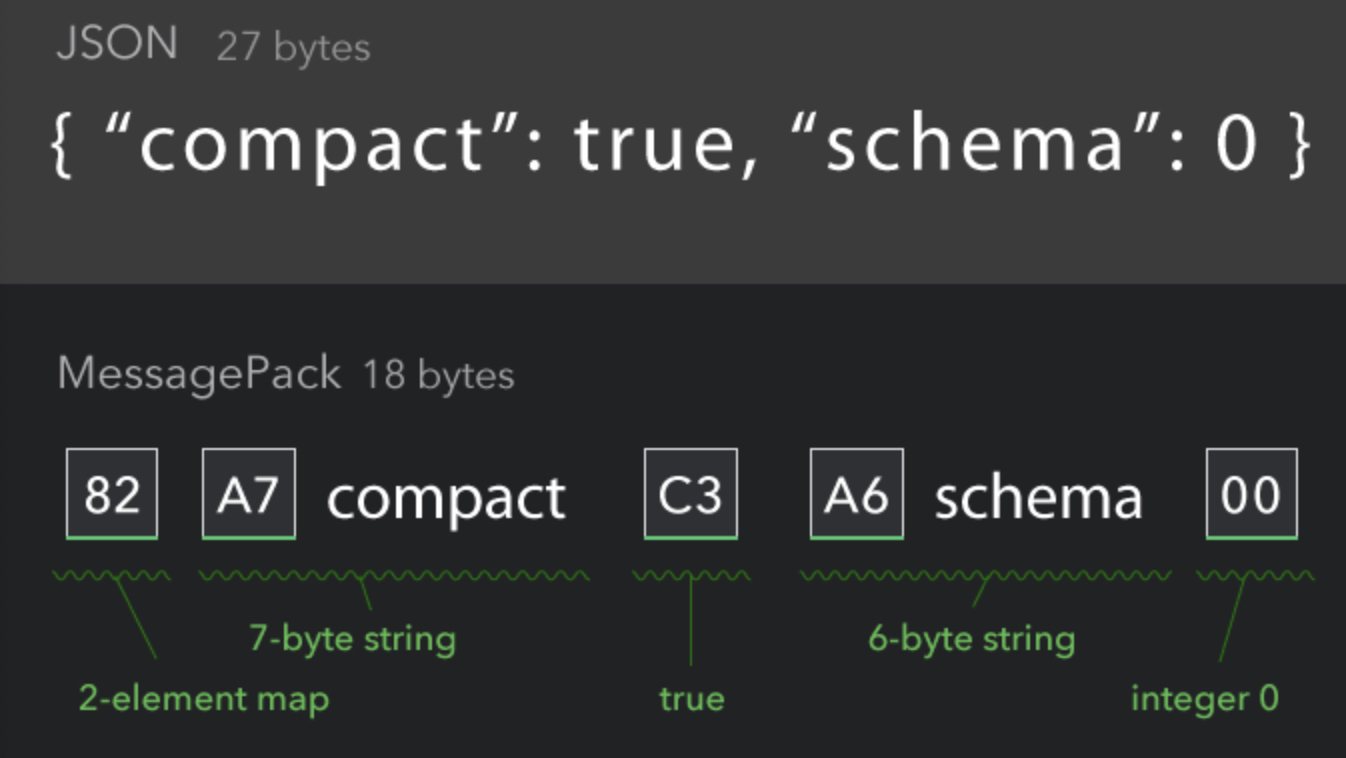 JSON 27 bytes
{ “compact”: true, “schema”: 0 }
MessagePack 18 bytes
82 A7 compact C3 A6 schema 00
7-byte string 6-byte string
2-element map true integer 0